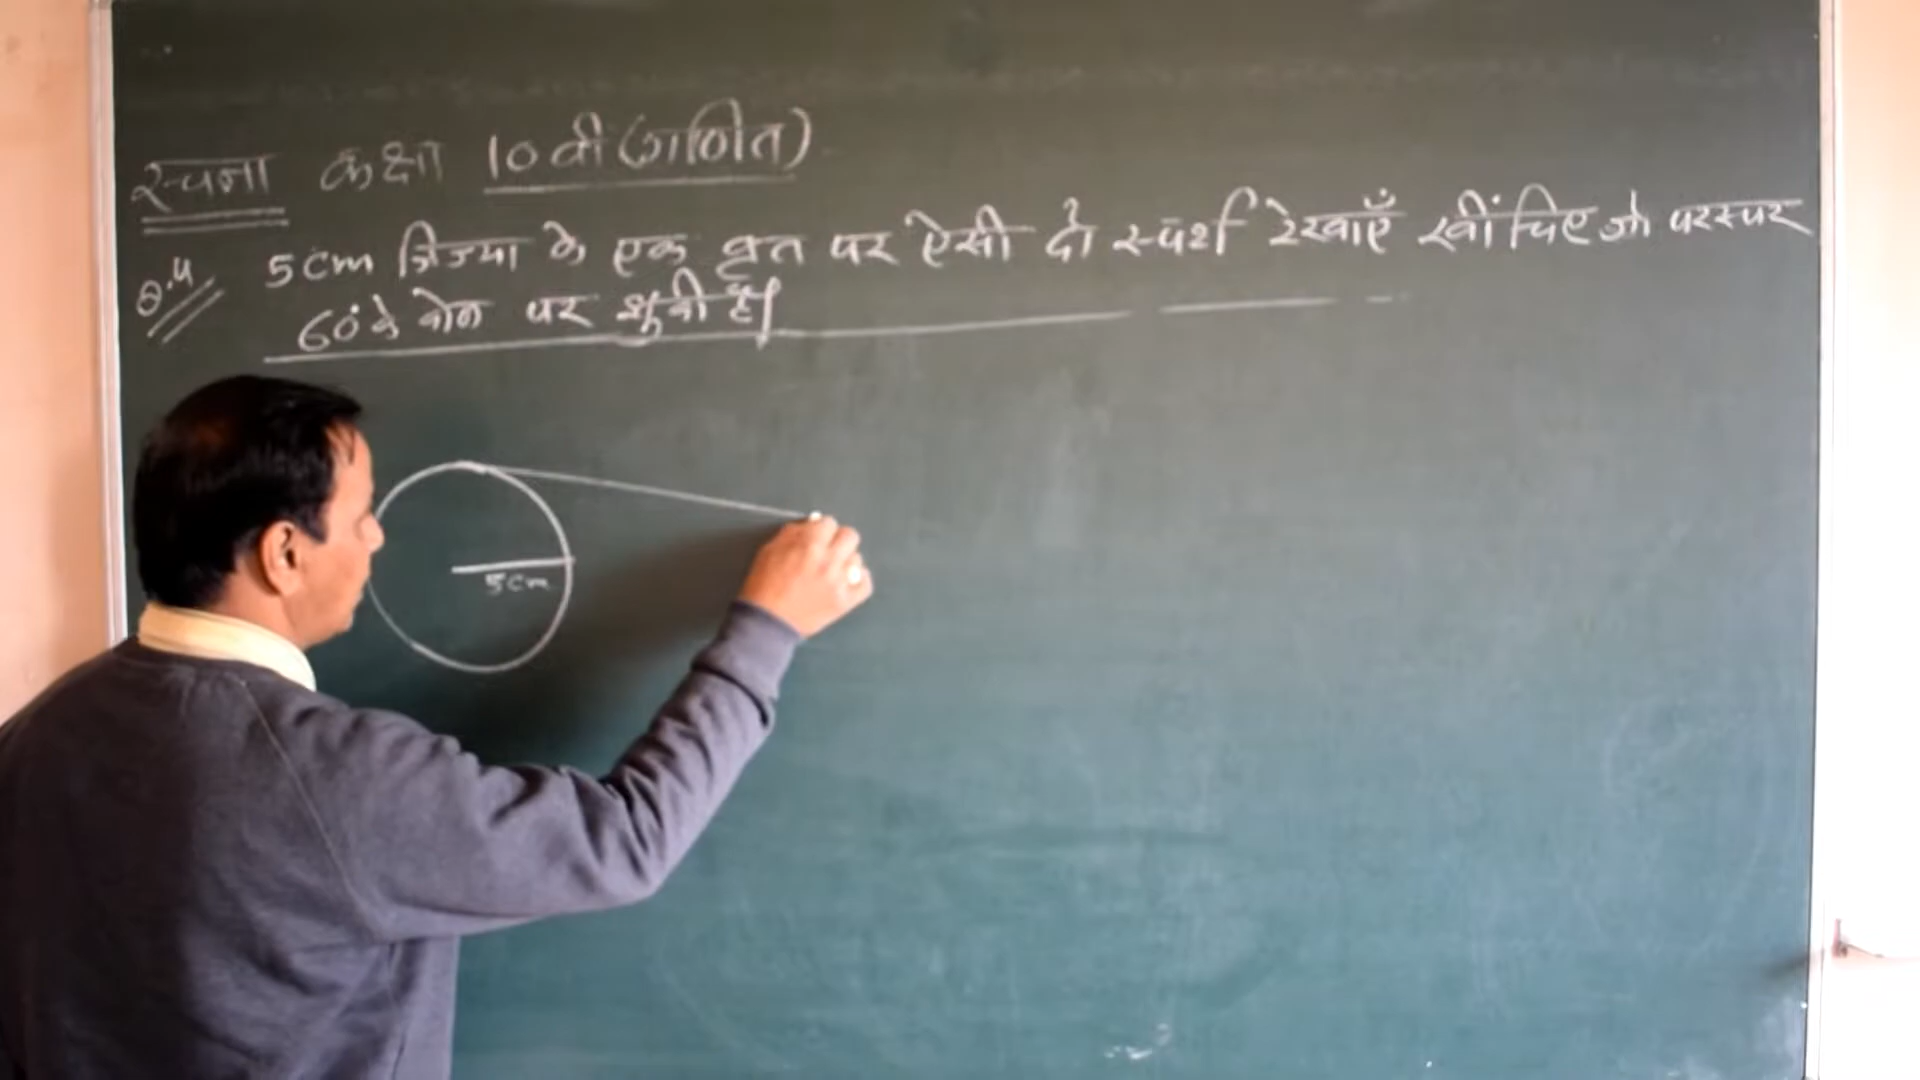 रचना कक्षा 10वी (गणित)
Q.4 5cm त्रिज्या के एक वृत पर ऐसी दो स्पर्श रेखाएँ खींचिए जो परस्पर
60° के कोण पर झुकी हैं।
5cm